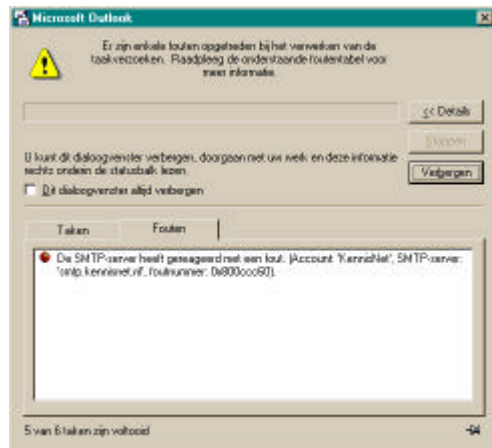 Microsoft Outlook
Er zijn enkele fouten opgetreden bij het verwerken van de
taakverzoeken. Raadpleeg de onderstaande foutentabel voor
meer informatie.
<< Details
Stoppen
U kunt dit dialoogvenster verbergen, doorgaan met uw werk en deze informatie
rechts onderin de statusbalk lezen.
Verbergen
Dit dialoogvenster altijd verbergen
Taken
Fouten
De SMTP-server heeft gereageerd met een fout. (Account: 'KennisNet', SMTP-server:
'smtp.kennisnet.nl', foutnummer: 0x800ccc60).
5 van 6 taken zijn voltooid